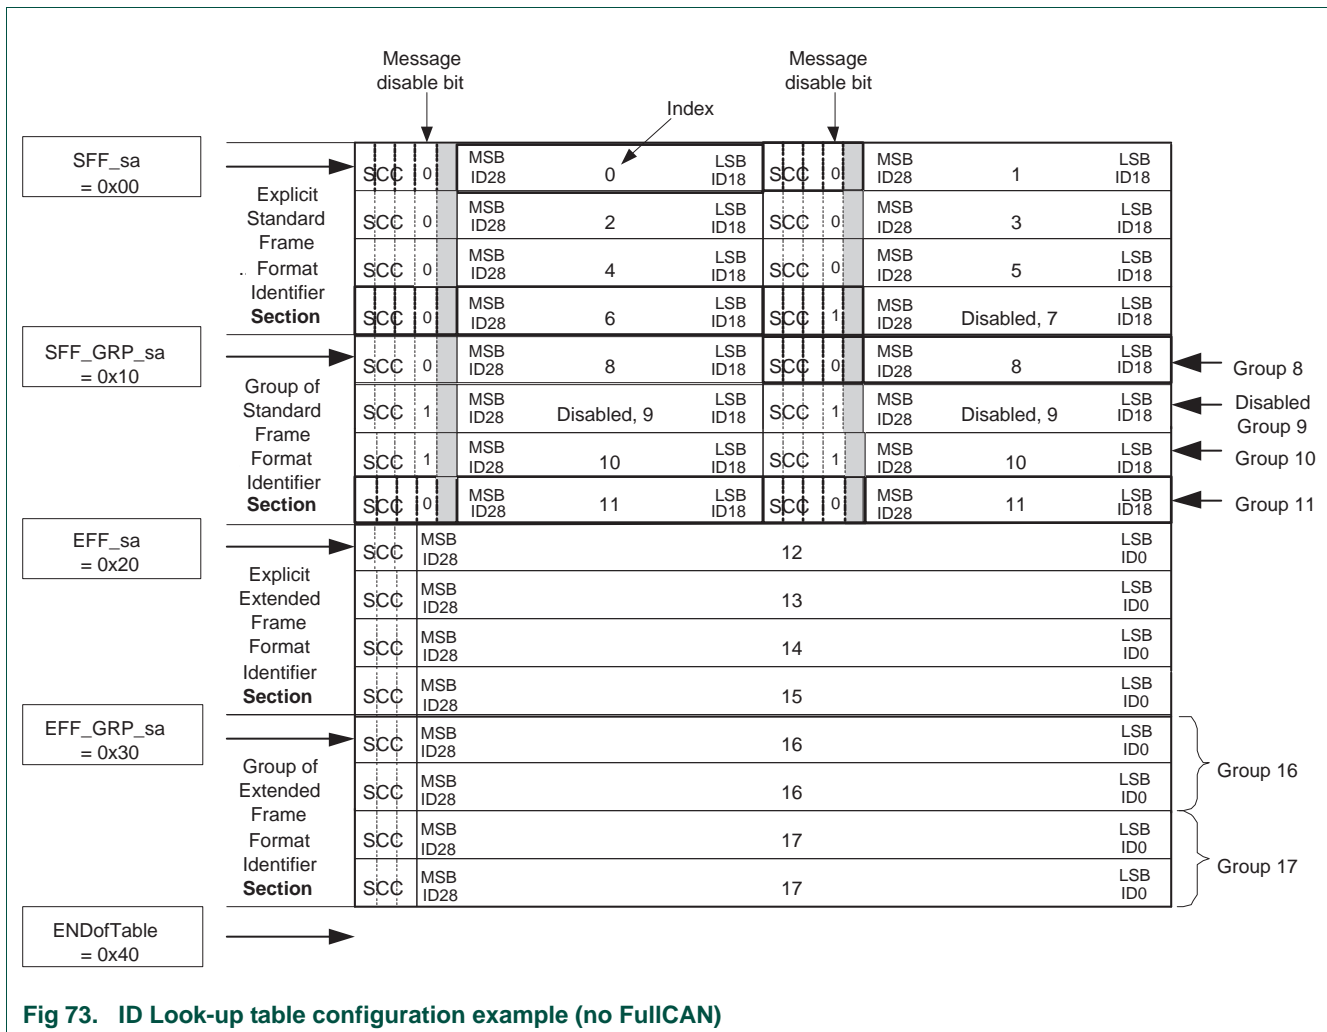 Message
disable bit
Message
disable bit
Index
SFF_sa
= 0x00
Explicit
Standard
Frame
.. Format
Identifier
Section
SCC 0 MSB ID28 0 LSB ID18 SCC 0 MSB ID28 1 LSB ID18
SCC 0 MSB ID28 2 LSB ID18 SCC 0 MSB ID28 3 LSB ID18
SCC 0 MSB ID28 4 LSB ID18 SCC 0 MSB ID28 5 LSB ID18
SCC 0 MSB ID28 6 LSB ID18 SCC 1 MSB ID28 Disabled, 7 LSB ID18
SFF_GRP_sa
= 0x10
Group of
Standard
Frame
Format
Identifier
Section
SCC 0 MSB ID28 8 LSB ID18 SCC 0 MSB ID28 8 LSB ID18
Group 8
SCC 1 MSB ID28 Disabled, 9 LSB ID18 SCC 1 MSB ID28 Disabled, 9 LSB ID18
Disabled
Group 9
SCC 1 MSB ID28 10 LSB ID18 SCC 1 MSB ID28 10 LSB ID18
Group 10
SCC 0 MSB ID28 11 LSB ID18 SCC 0 MSB ID28 11 LSB ID18
Group 11
EFF_sa
= 0x20
Explicit
Extended
Frame
Format
Identifier
Section
SCC MSB ID28 12 LSB ID0
SCC MSB ID28 13 LSB ID0
SCC MSB ID28 14 LSB ID0
SCC MSB ID28 15 LSB ID0
EFF_GRP_sa
= 0x30
Group of
Extended
Frame
Format
Identifier
Section
SCC MSB ID28 16 LSB ID0
SCC MSB ID28 16 LSB ID0
Group 16
SCC MSB ID28 17 LSB ID0
SCC MSB ID28 17 LSB ID0
Group 17
ENDofTable
= 0x40
Fig 73. ID Look-up table configuration example (no FullCAN)